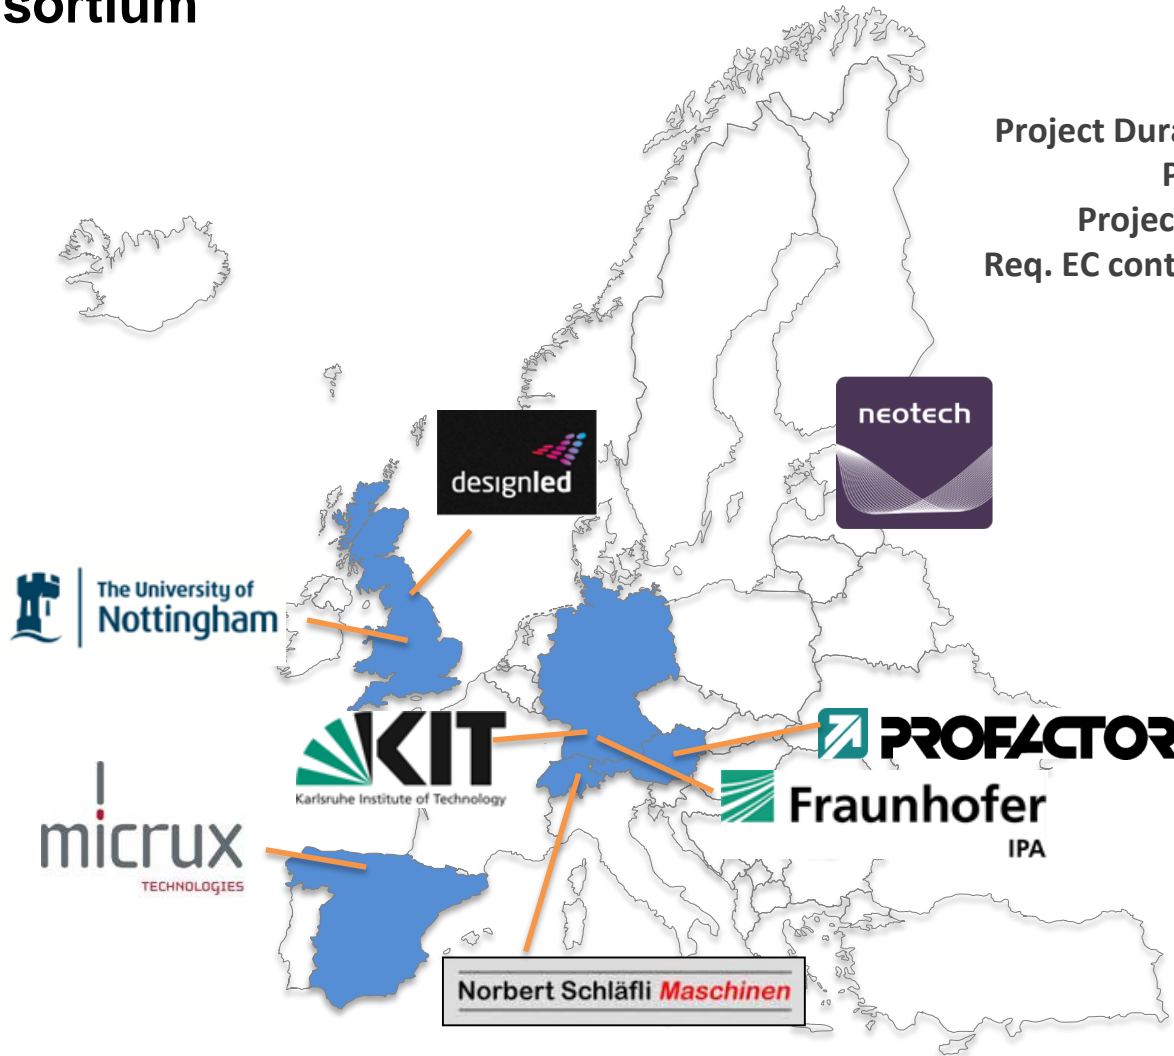 sortium
Project Dura
P
Projec
Req. EC cont
neotech
designled
The University of
Nottingham
KIT
Karlsruhe Institute of Technology
PROFACTOR
Fraunhofer
IPA
micrux
TECHNOLOGIES
Norbert Schläfli Maschinen